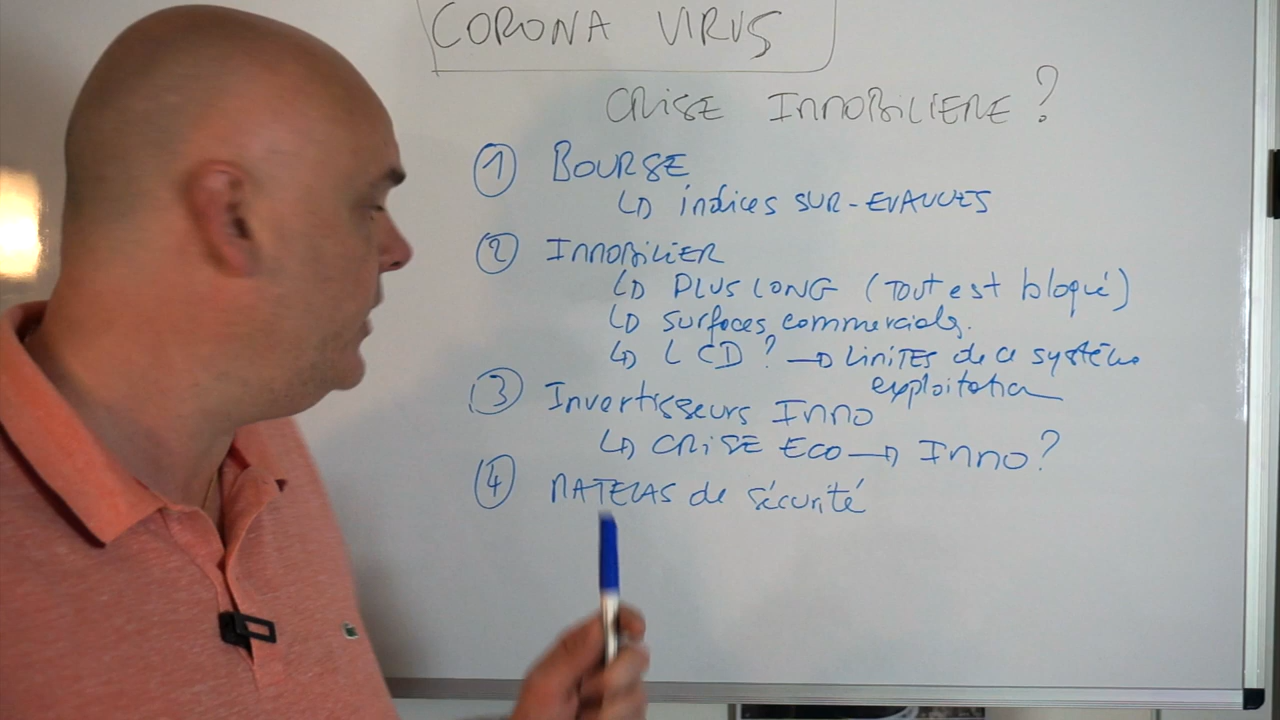 CORONA VIRUS
CRISE IMMOBILIERE ?
1 BOURSE
↳ indices SUR-EVALUES
2 IMMOBILIER
↳ PLUS LONG (Tout est bloqué)
↳ surfaces commerciales.
↳ LCD ? → LIMITES de ce système
exploitation
3 Investisseurs IMMO
↳ CRISE ECO → IMMO ?
4 MATELAS de sécurité